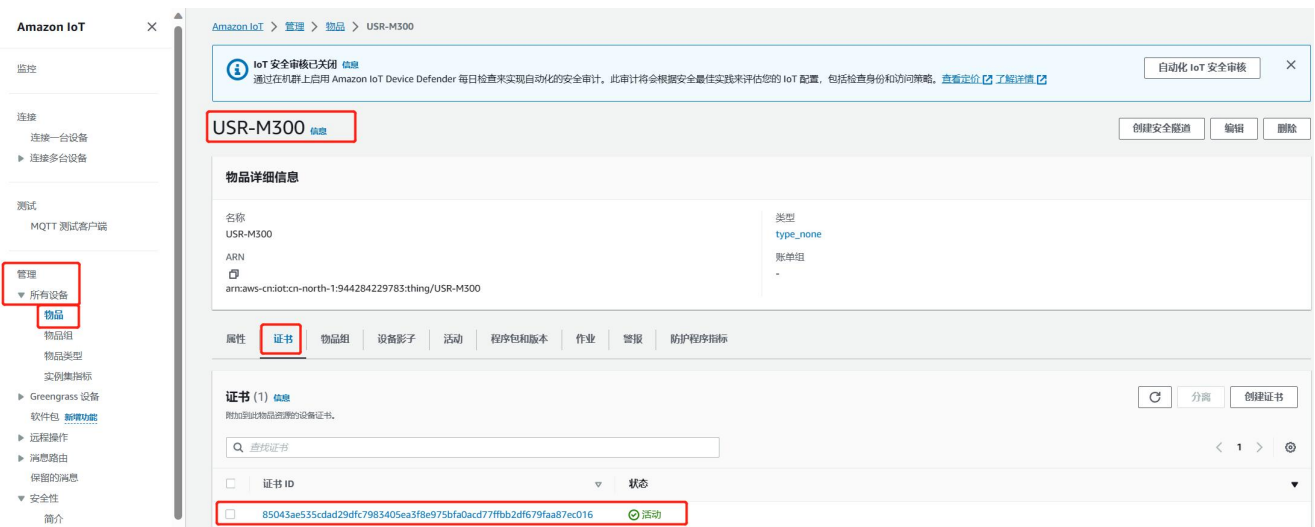 Amazon IoT
监控
连接
连接一台设备
连接多台设备
测试
MQTT 测试客户端
管理
所有设备
物品
物品组
物品类型
实例集指标
Greengrass 设备
软件包 新增功能
远程操作
消息路由
保留的消息
安全性
简介
Amazon IoT > 管理 > 物品 > USR-M300
IoT 安全审核已关闭 信息
通过在机群上启用 Amazon IoT Device Defender 每日检查来实现自动化的安全审计。此审计将会根据安全最佳实践来评估您的 IoT 配置，包括检查身份和访问策略。查看定价 了解详情
自动化 IoT 安全审核
USR-M300 信息
创建安全隧道 编辑 删除
物品详细信息
名称
USR-M300
ARN
arn:aws-cn:iot:cn-north-1:944284229783:thing/USR-M300
类型
type_none
账单组
-
属性 证书 物品组 设备影子 活动 程序包和版本 作业 警报 防护程序指标
证书 (1) 信息
附加到此物品资源的设备证书。
分离 创建证书
查找证书
1
证书 ID 状态
85043ae535cdad29dfc7983405ea3f8e975bfa0acd77ffbb2df679faa87ec016 活动